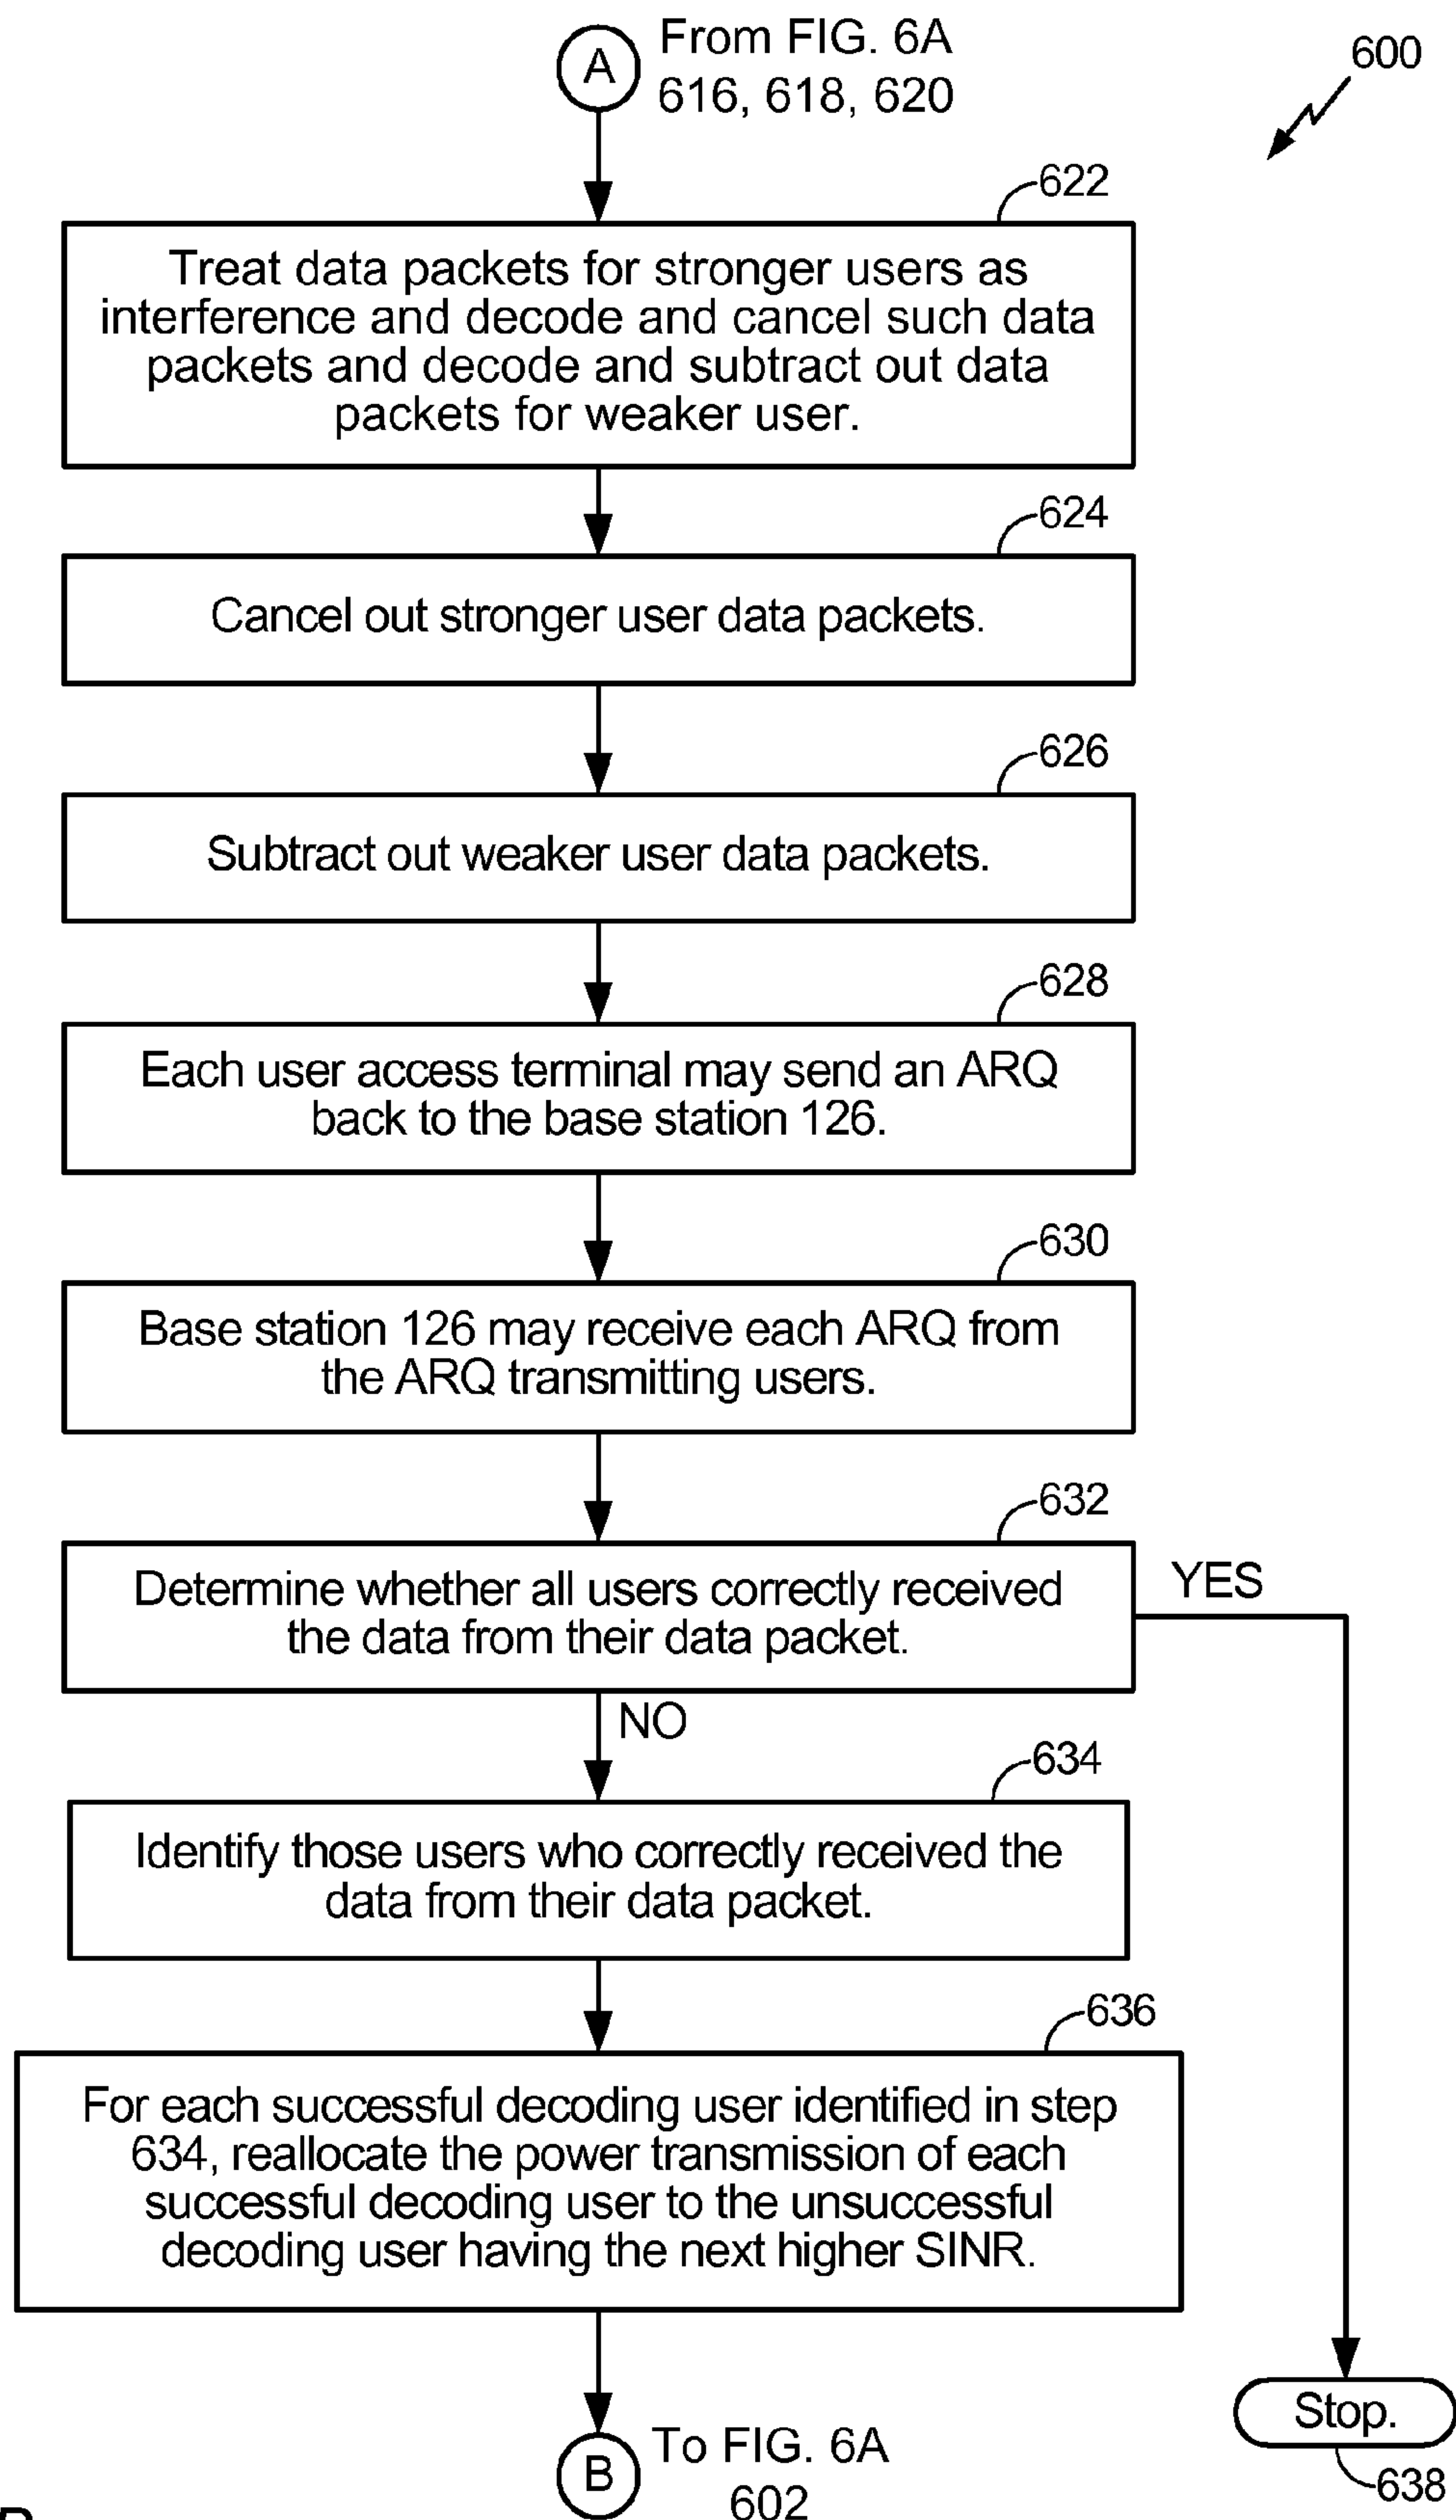 A
From FIG. 6A
616, 618, 620
600
622
Treat data packets for stronger users as
interference and decode and cancel such data
packets and decode and subtract out data
packets for weaker user.
624
Cancel out stronger user data packets.
626
Subtract out weaker user data packets.
628
Each user access terminal may send an ARQ
back to the base station 126.
630
Base station 126 may receive each ARQ from
the ARQ transmitting users.
632
Determine whether all users correctly received
the data from their data packet.
YES
NO
634
Identify those users who correctly received the
data from their data packet.
636
For each successful decoding user identified in step
634, reallocate the power transmission of each
successful decoding user to the unsuccessful
decoding user having the next higher SINR.
Stop.
638
B
To FIG. 6A
602